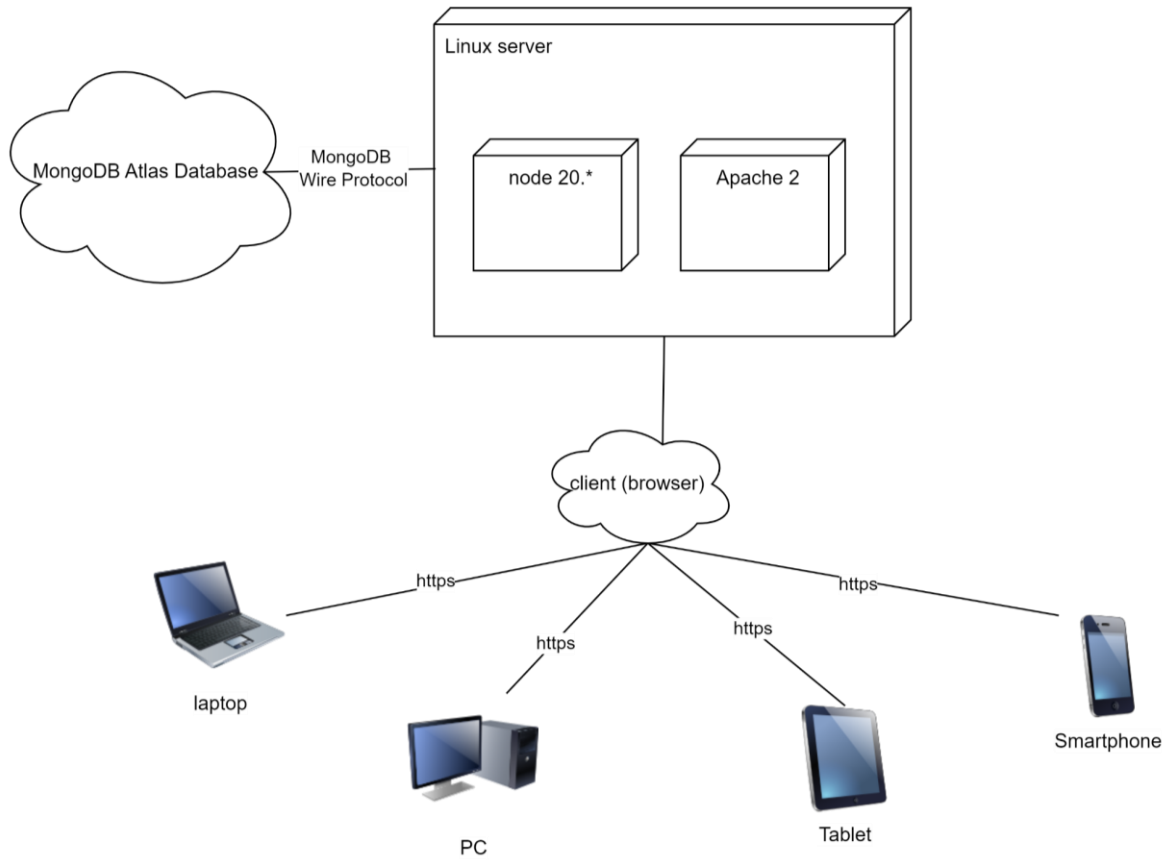 Linux server
MongoDB Atlas Database
MongoDB
Wire Protocol
node 20.*
Apache 2
client (browser)
https
https
https
https
laptop
PC
Tablet
Smartphone